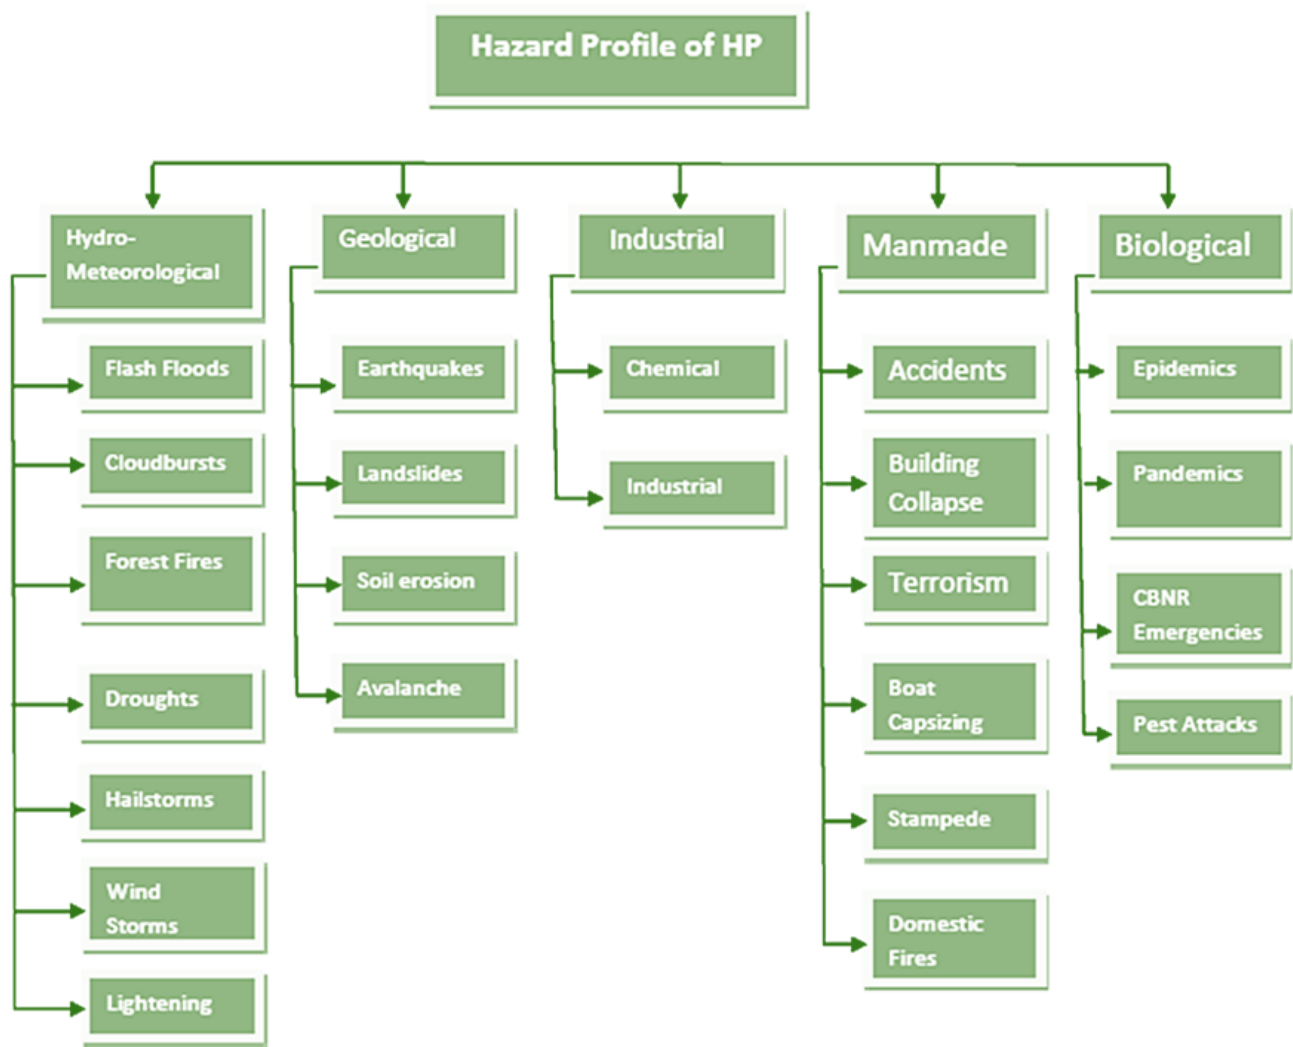 Hazard Profile of HP
Hydro-
Meteorological
Flash Floods
Cloudbursts
Forest Fires
Droughts
Hailstorms
Wind
Storms
Lightening
Geological
Earthquakes
Landslides
Soil erosion
Avalanche
Industrial
Chemical
Industrial
Manmade
Accidents
Building
Collapse
Terrorism
Boat
Capsizing
Stampede
Domestic
Fires
Biological
Epidemics
Pandemics
CBNR
Emergencies
Pest Attacks